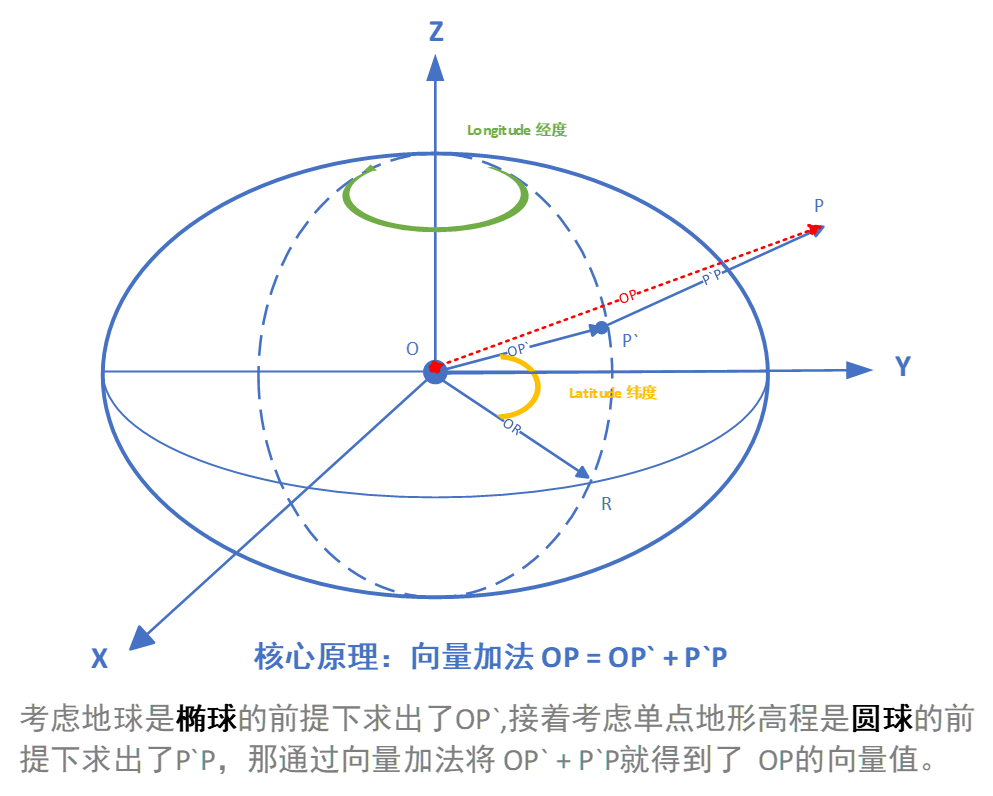 Z
Longitude 经度
P
OP
P`P
P`
O
OP`
Y
Latitude 纬度
OR
R
X
核心原理：向量加法 OP = OP` + P`P
考虑地球是椭球的前提下求出了OP`,接着考虑单点地形高程是圆球的前
提下求出了P`P，那通过向量加法将 OP` + P`P就得到了 OP的向量值。